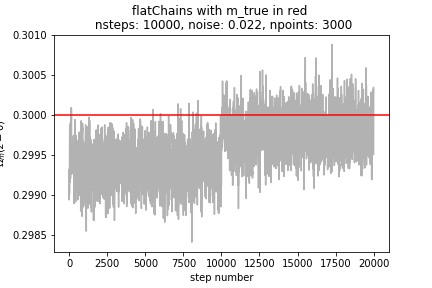 flatChains with m_true in red
nsteps: 10000, noise: 0.022, npoints: 3000
0.3010
0.3005
0.3000
0.2995
0.2990
0.2985
0 2500 5000 7500 10000 12500 15000 17500 20000
step number